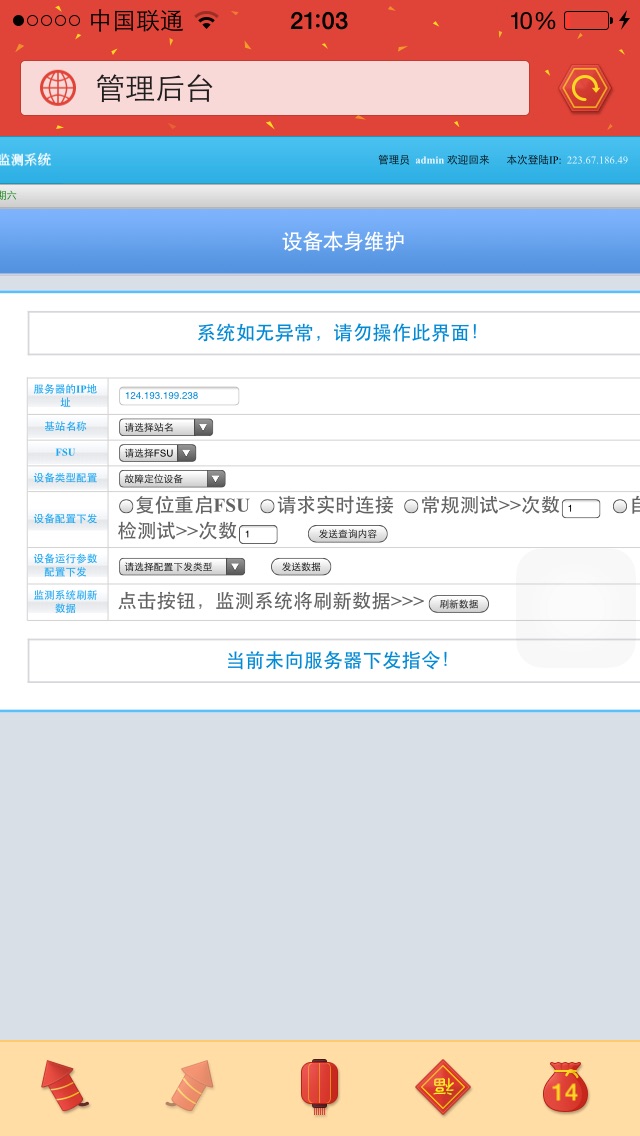 中国联通 21:03 10%
管理后台
监测系统 管理员 admin 欢迎回来 本次登陆IP: 223.67.186.49
期六
设备本身维护
系统如无异常，请勿操作此界面！
服务器的IP地址 124.193.199.238
基站名称 请选择站名
FSU 请选择FSU
设备类型配置 故障定位设备
设备配置下发 复位重启FSU 请求实时连接 常规测试>>次数 1 自
检测试>>次数 1 发送查询内容
设备运行参数配置下发 请选择配置下发类型 发送数据
监测系统刷新数据 点击按钮，监测系统将刷新数据>>> 刷新数据
当前未向服务器下发指令！
福
14